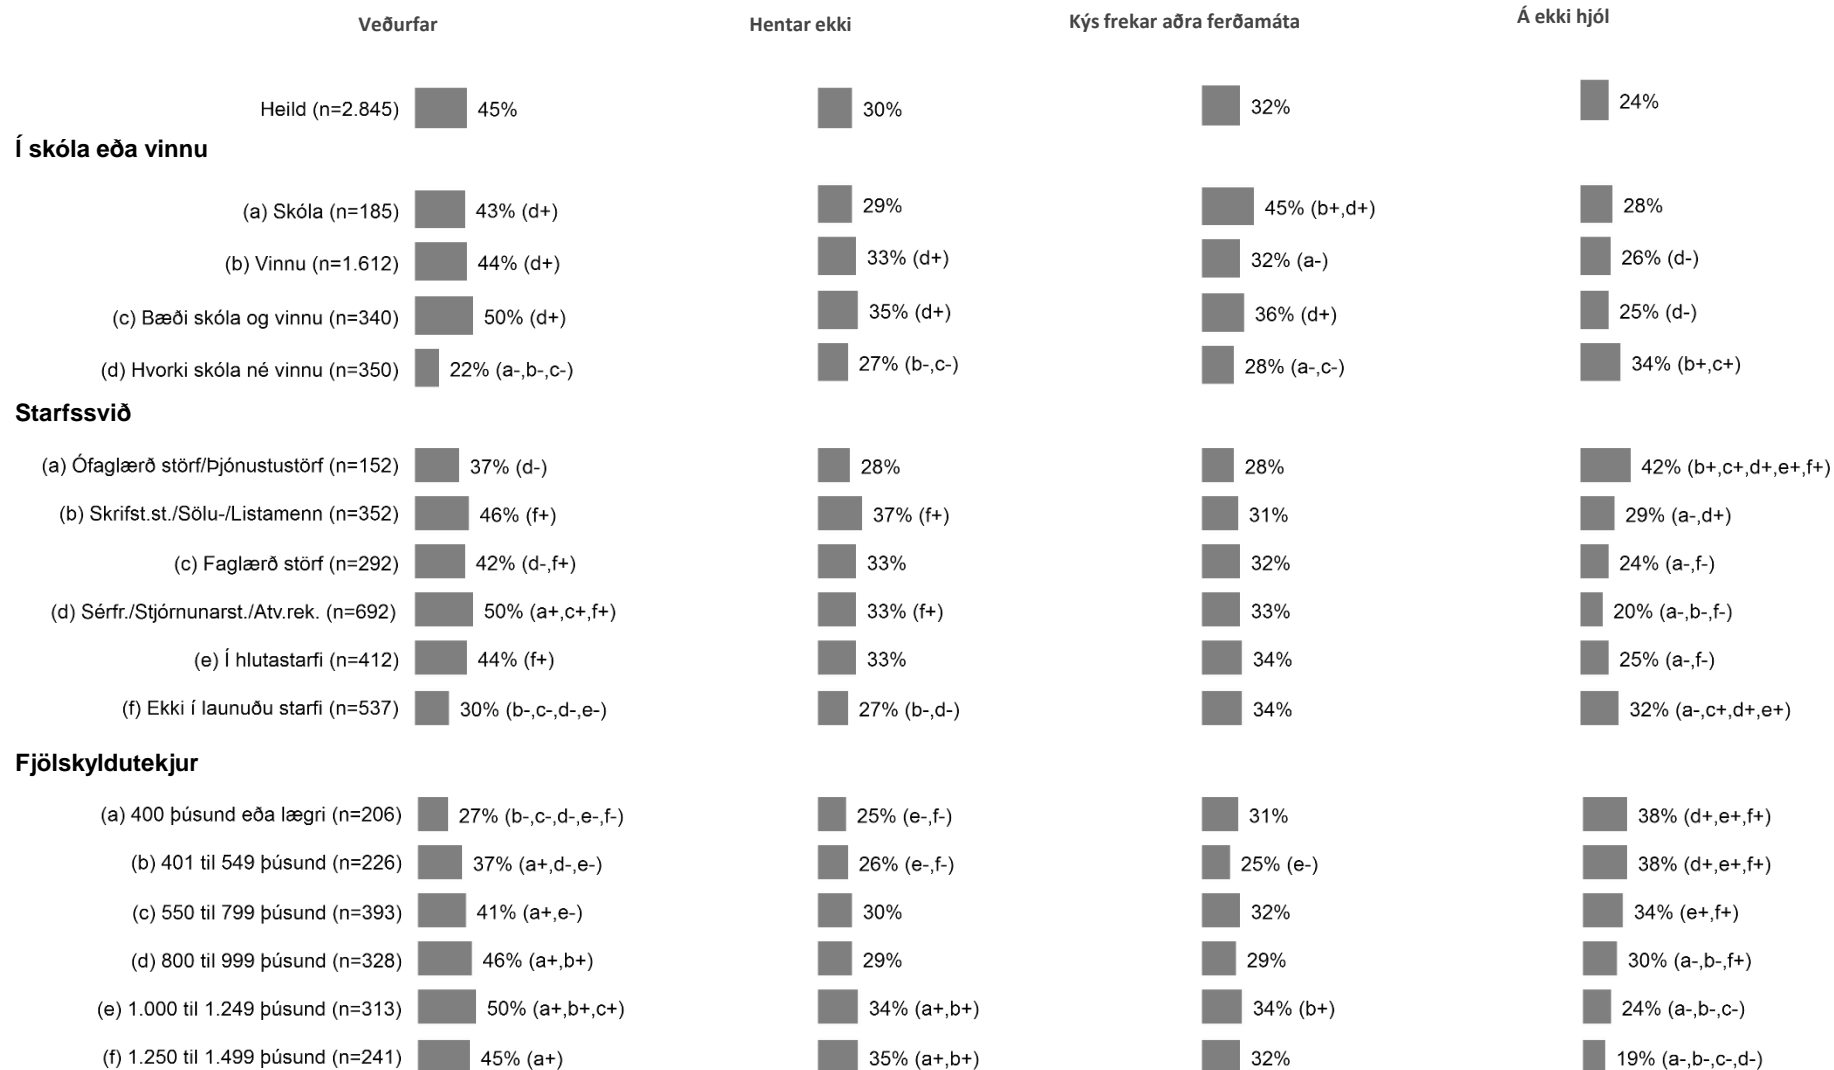 Veðurfar Hentar ekki Kýs frekar aðra ferðamáta Á ekki hjól
Heild (n=2.845) 45% 30% 32% 24%
Í skóla eða vinnu
(a) Skóla (n=185) 43% (d+) 29% 45% (b+,d+) 28%
(b) Vinnu (n=1.612) 44% (d+) 33% (d+) 32% (a-) 26% (d-)
(c) Bæði skóla og vinnu (n=340) 50% (d+) 35% (d+) 36% (d+) 25% (d-)
(d) Hvorki skóla né vinnu (n=350) 22% (a-,b-,c-) 27% (b-,c-) 28% (a-,c-) 34% (b+,c+)
Starfssvið
(a) Ófaglærð störf/Þjónustustörf (n=152) 37% (d-) 28% 28% 42% (b+,c+,d+,e+,f+)
(b) Skrifst.st./Sölu-/Listamenn (n=352) 46% (f+) 37% (f+) 31% 29% (a-,d+)
(c) Faglærð störf (n=292) 42% (d-,f+) 33% 32% 24% (a-,f-)
(d) Sérfr./Stjórnunarst./Atv.rek. (n=692) 50% (a+,c+,f+) 33% (f+) 33% 20% (a-,b-,f-)
(e) Í hlutastarfi (n=412) 44% (f+) 33% 34% 25% (a-,f-)
(f) Ekki í launuðu starfi (n=537) 30% (b-,c-,d-,e-) 27% (b-,d-) 34% 32% (a-,c+,d+,e+)
Fjölskyldutekjur
(a) 400 þúsund eða lægri (n=206) 27% (b-,c-,d-,e-,f-) 25% (e-,f-) 31% 38% (d+,e+,f+)
(b) 401 til 549 þúsund (n=226) 37% (a+,d-,e-) 26% (e-,f-) 25% (e-) 38% (d+,e+,f+)
(c) 550 til 799 þúsund (n=393) 41% (a+,e-) 30% 32% 34% (e+,f+)
(d) 800 til 999 þúsund (n=328) 46% (a+,b+) 29% 29% 30% (a-,b-,f+)
(e) 1.000 til 1.249 þúsund (n=313) 50% (a+,b+,c+) 34% (a+,b+) 34% (b+) 24% (a-,b-,c-)
(f) 1.250 til 1.499 þúsund (n=241) 45% (a+) 35% (a+,b+) 32% 19% (a-,b-,c-,d-)